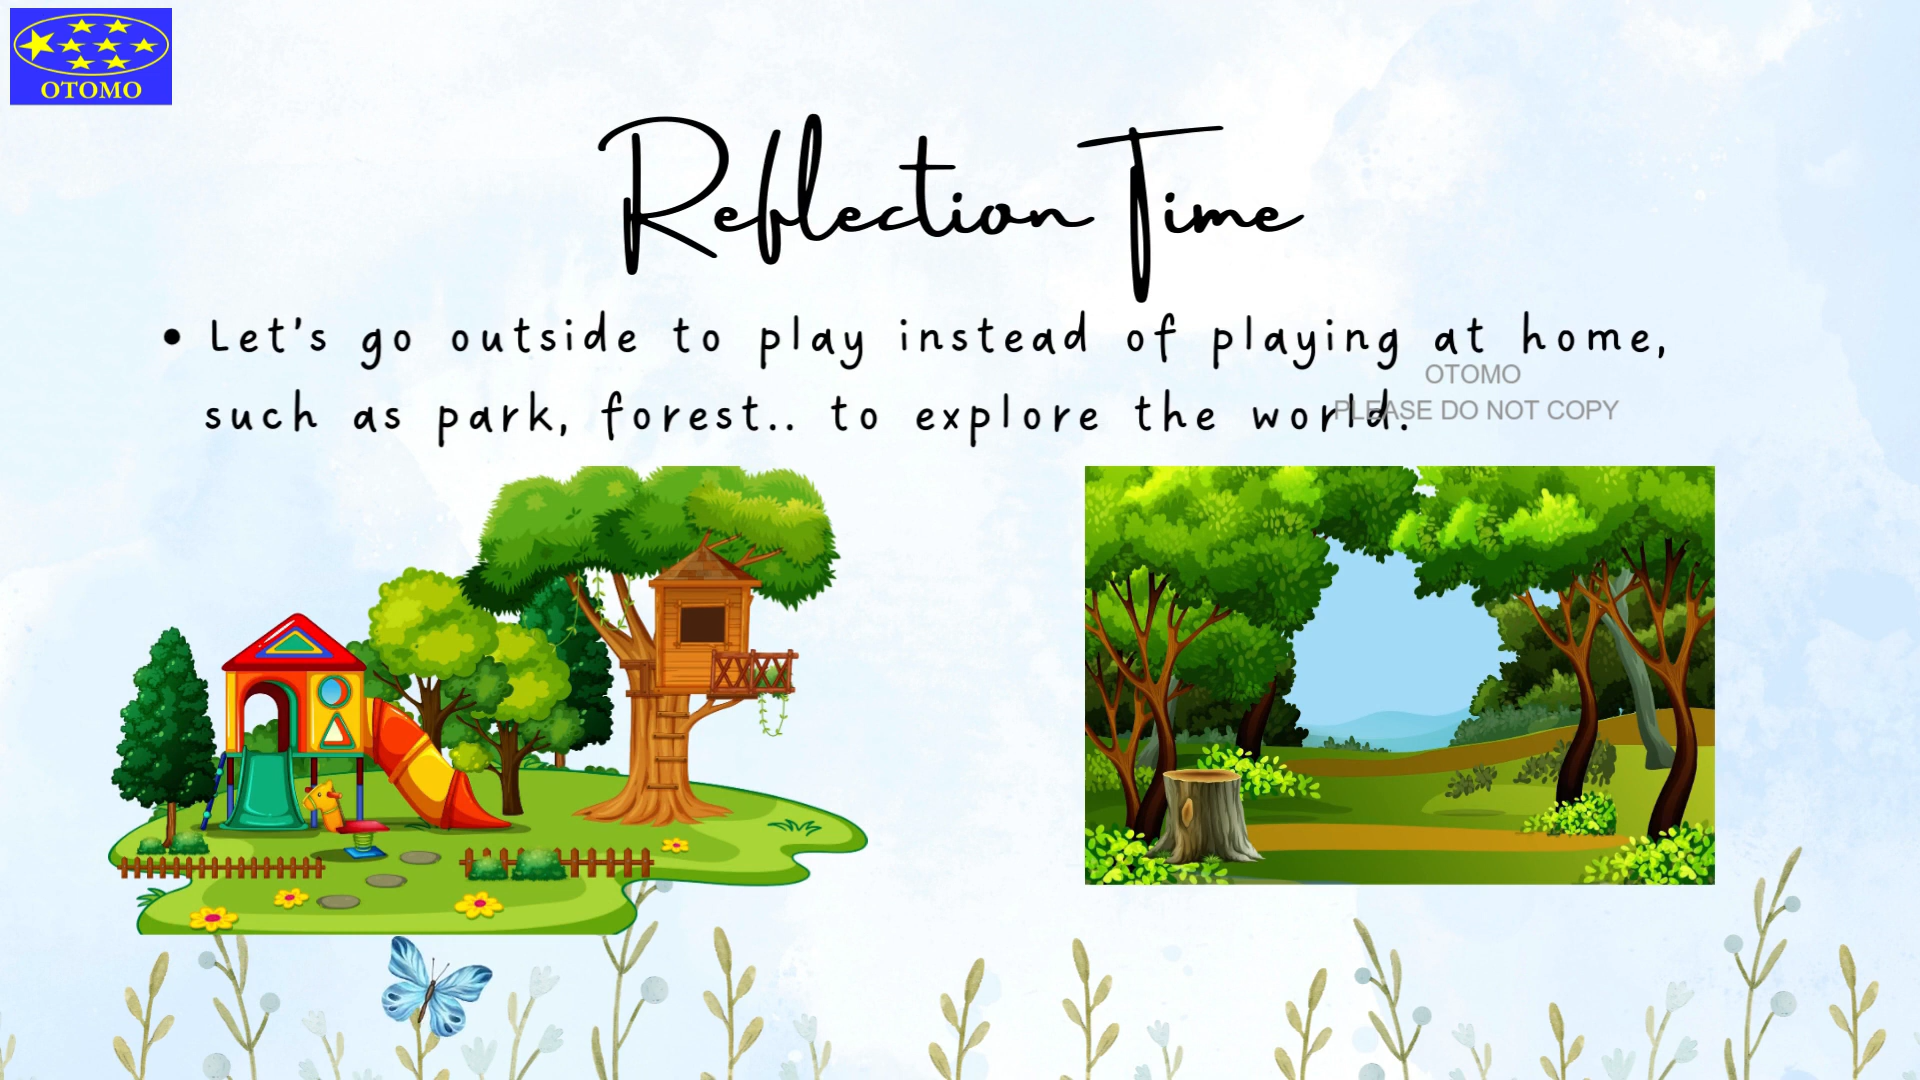 OTOMO
Reflection Time
• Let's go outside to play instead of playing at home,
such as park, forest.. to explore the world.
OTOMO
PLEASE DO NOT COPY